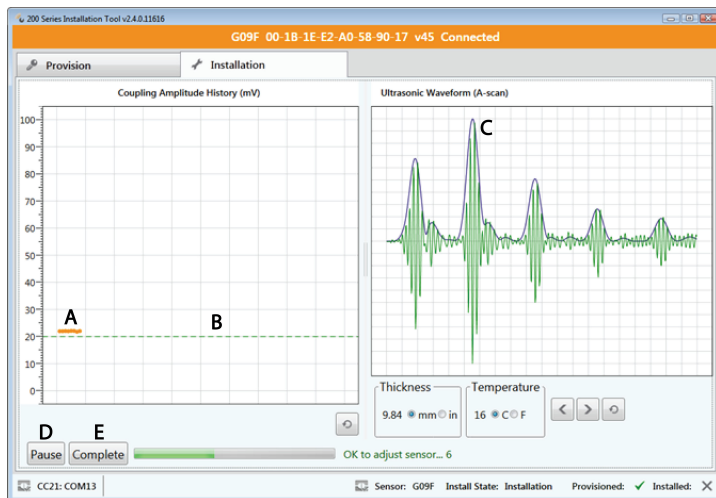 200 Series Installation Tool v2.4.0.11616
G09F 00-1B-1E-E2-A0-58-90-17 v45 Connected
Provision
Installation
Coupling Amplitude History (mV)
100
90
80
70
60
50
40
30
20
10
0
A
B
Ultrasonic Waveform (A-scan)
C
Thickness
9.84 mm in
Temperature
16 C F
D
E
Pause
Complete
OK to adjust sensor... 6
CC21: COM13
Sensor: G09F Install State: Installation Provisioned: Installed: